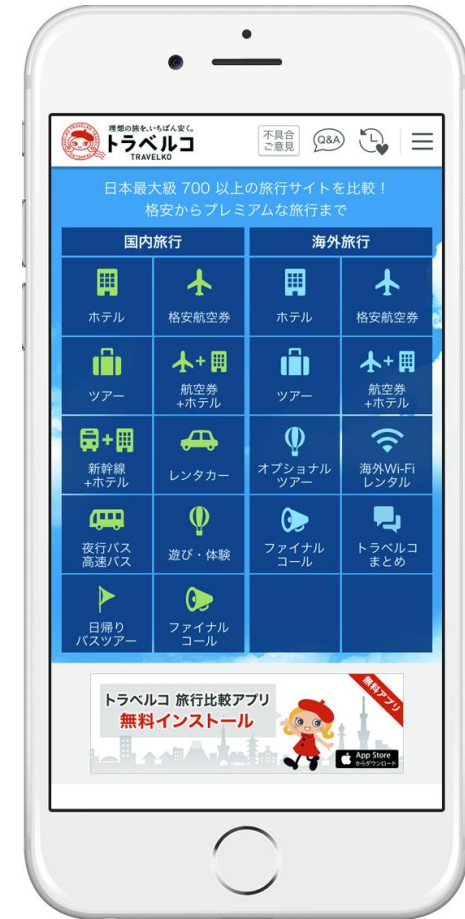 理想の旅を、いちばん安く。
トラベルコ
TRAVELKO
不具合
ご意見
Q&A
日本最大級 700 以上の旅行サイトを比較！
格安からプレミアムな旅行まで
国内旅行
海外旅行
ホテル
格安航空券
ホテル
格安航空券
ツアー
航空券
+ホテル
ツアー
航空券
+ホテル
新幹線
+ホテル
レンタカー
オプショナル
ツアー
海外Wi-Fi
レンタル
夜行バス
高速バス
遊び・体験
ファイナル
コール
トラベルコ
まとめ
日帰り
バスツアー
ファイナル
コール
トラベルコ 旅行比較アプリ
無料インストール
無料アプリ
App Store
からダウンロード